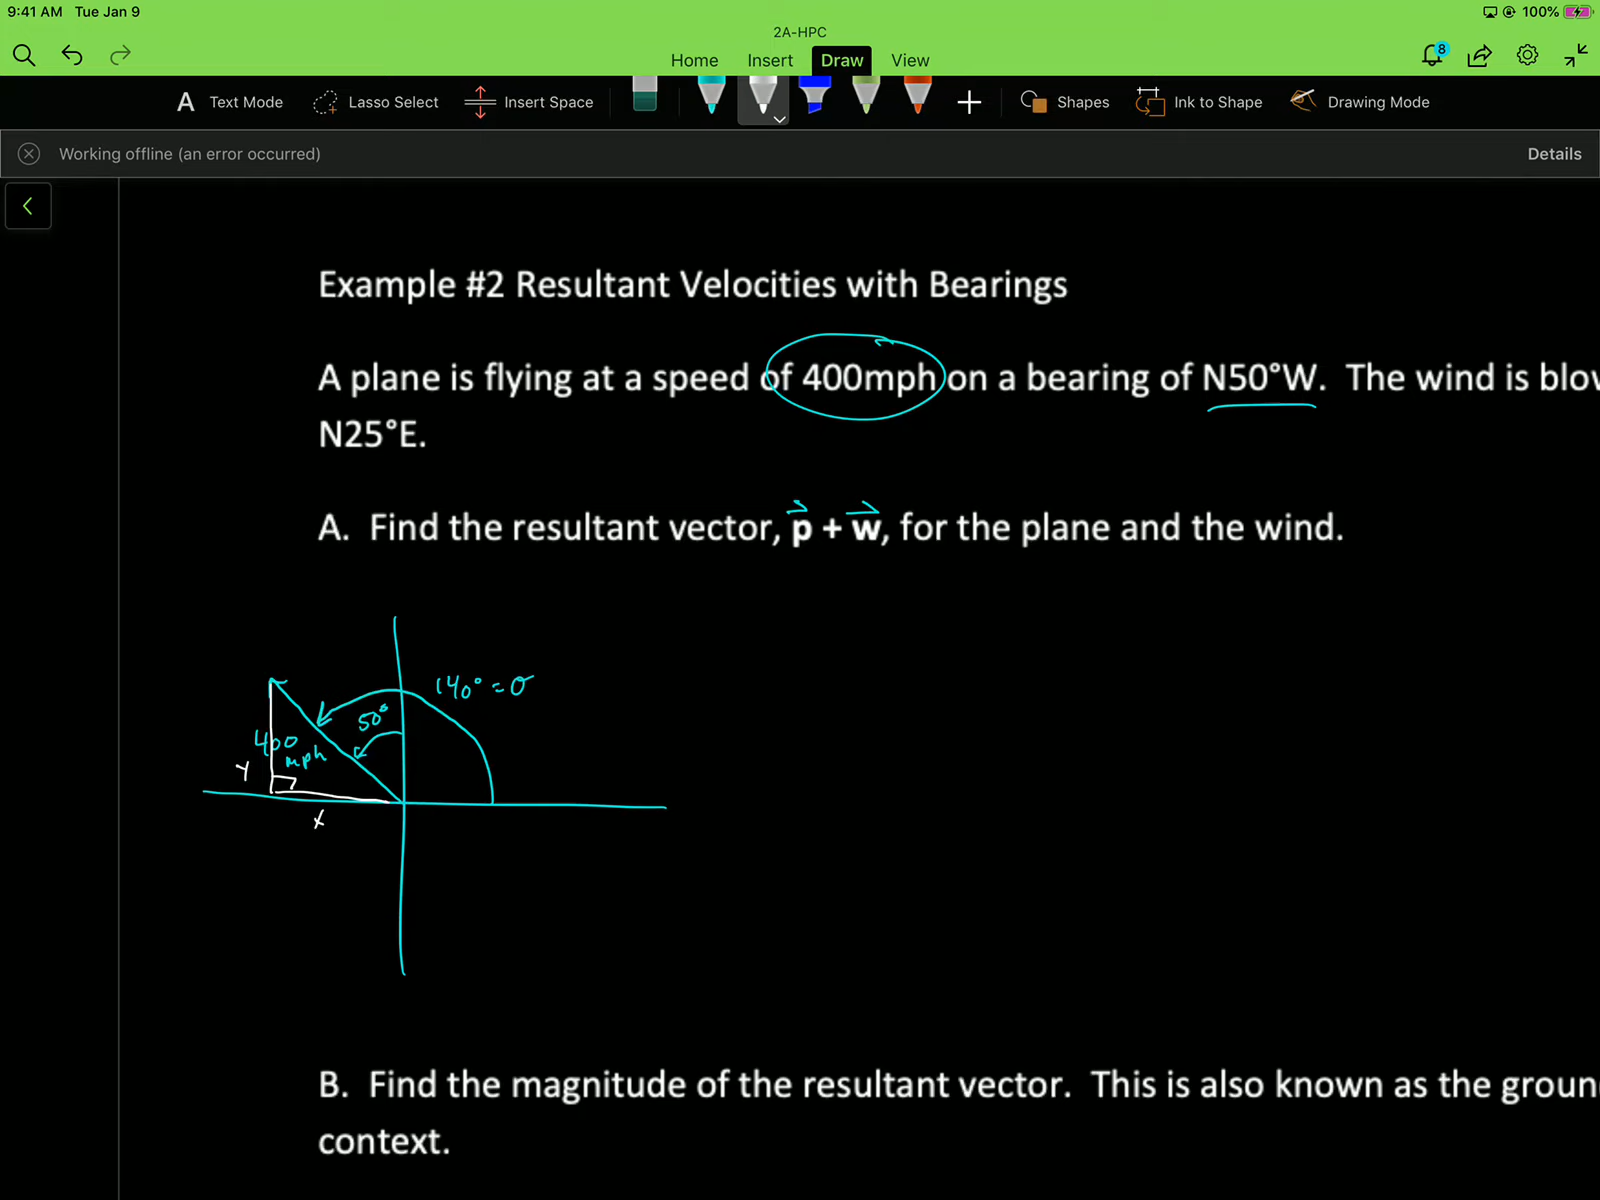 9:41 AM Tue Jan 9
100%
2A-HPC
Home Insert Draw View
8
A Text Mode Lasso Select Insert Space Shapes Ink to Shape Drawing Mode
Working offline (an error occurred) Details
Example #2 Resultant Velocities with Bearings
A plane is flying at a speed of 400mph on a bearing of N50°W. The wind is
N25°E.
A. Find the resultant vector, p + w, for the plane and the wind.
140° = σ
50°
400
mph
Y
x
B. Find the magnitude of the resultant vector. This is also known as the
context.